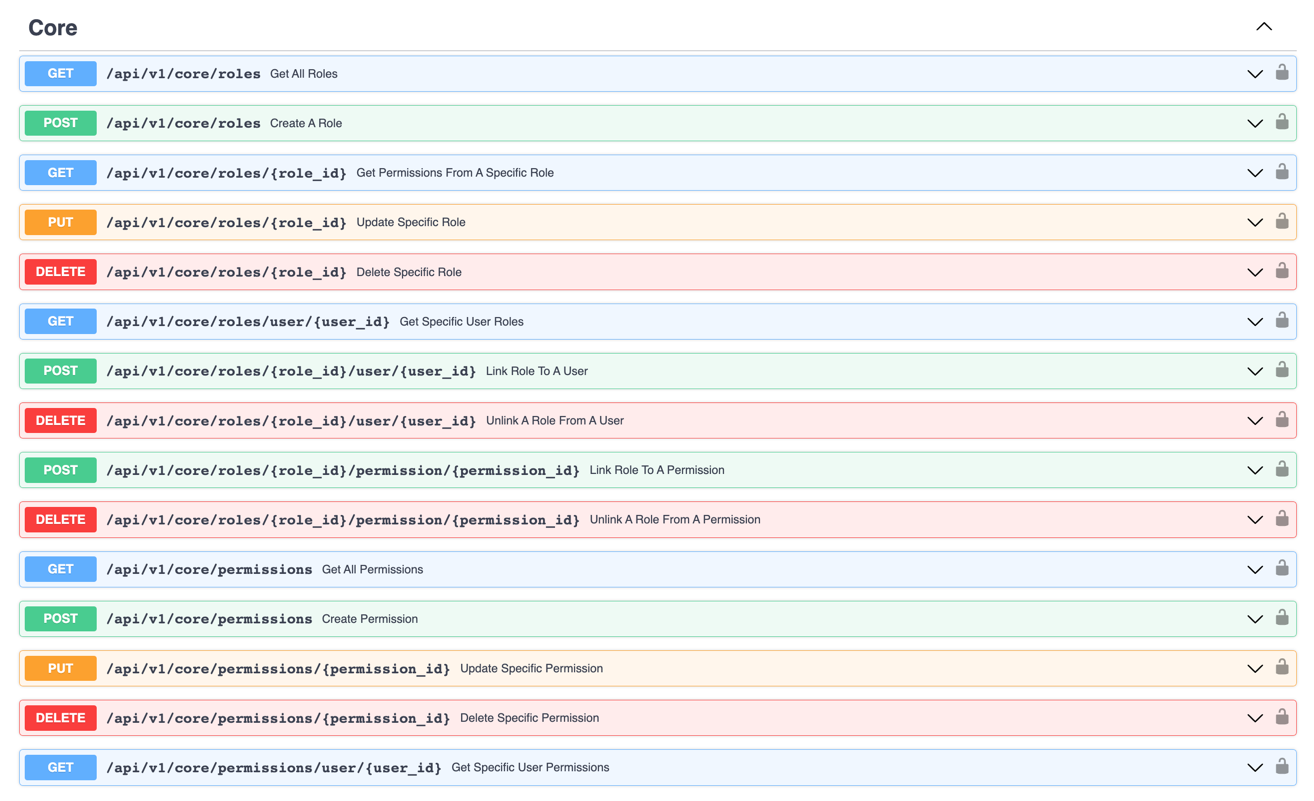 Core
GET /api/v1/core/roles Get All Roles
POST /api/v1/core/roles Create A Role
GET /api/v1/core/roles/{role_id} Get Permissions From A Specific Role
PUT /api/v1/core/roles/{role_id} Update Specific Role
DELETE /api/v1/core/roles/{role_id} Delete Specific Role
GET /api/v1/core/roles/user/{user_id} Get Specific User Roles
POST /api/v1/core/roles/{role_id}/user/{user_id} Link Role To A User
DELETE /api/v1/core/roles/{role_id}/user/{user_id} Unlink A Role From A User
POST /api/v1/core/roles/{role_id}/permission/{permission_id} Link Role To A Permission
DELETE /api/v1/core/roles/{role_id}/permission/{permission_id} Unlink A Role From A Permission
GET /api/v1/core/permissions Get All Permissions
POST /api/v1/core/permissions Create Permission
PUT /api/v1/core/permissions/{permission_id} Update Specific Permission
DELETE /api/v1/core/permissions/{permission_id} Delete Specific Permission
GET /api/v1/core/permissions/user/{user_id} Get Specific User Permissions